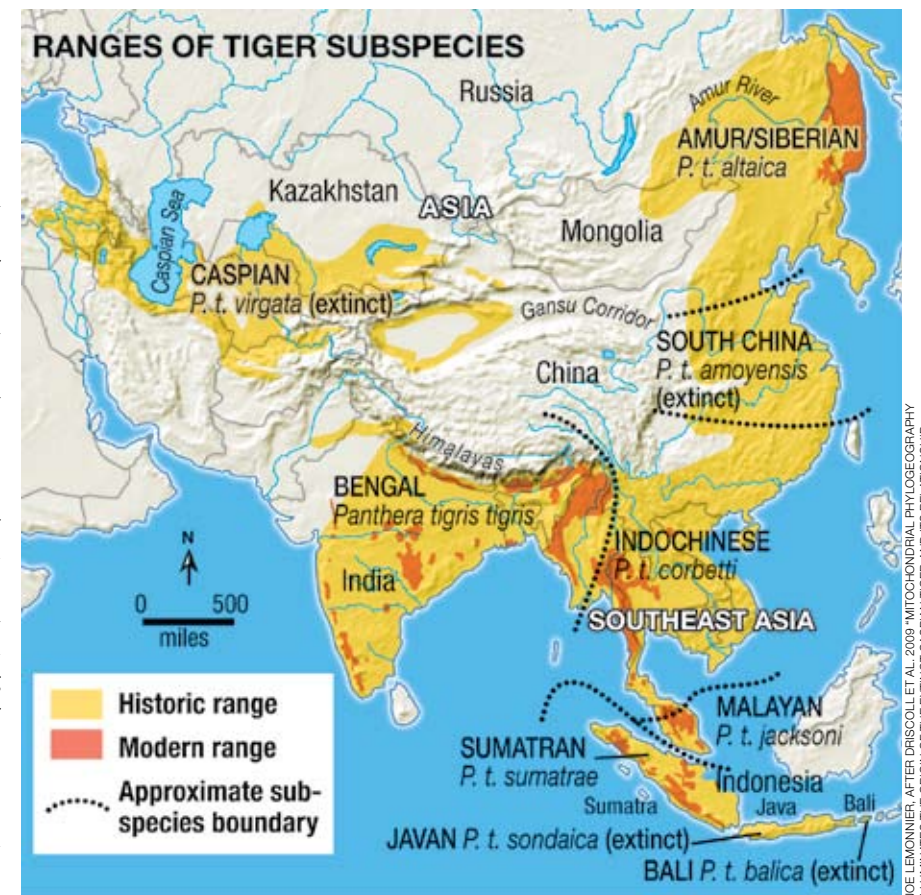 RANGES OF TIGER SUBSPECIES
Russia
Amur River
AMUR/SIBERIAN
P. t. altaica
Kazakhstan
ASIA
Caspian Sea
Mongolia
CASPIAN
P. t. virgata (extinct)
Gansu Corridor
SOUTH CHINA
P. t. amoyensis
(extinct)
China
Himalayas
BENGAL
Panthera tigris tigris
INDOCHINESE
P. t. corbetti
India
N
0 500
miles
SOUTHEAST ASIA
Historic range
Modern range
Approximate sub-
species boundary
MALAYAN
P. t. jacksoni
SUMATRAN
P. t. sumatrae
Indonesia
Sumatra
Java
Bali
JAVAN P. t. sondaica (extinct)
BALI P. t. balica (extinct)
JOE LEMONNIER, AFTER DRISCOLL ET AL. 2009 "MITOCHONDRIAL PHYLOGEOGRAPHY